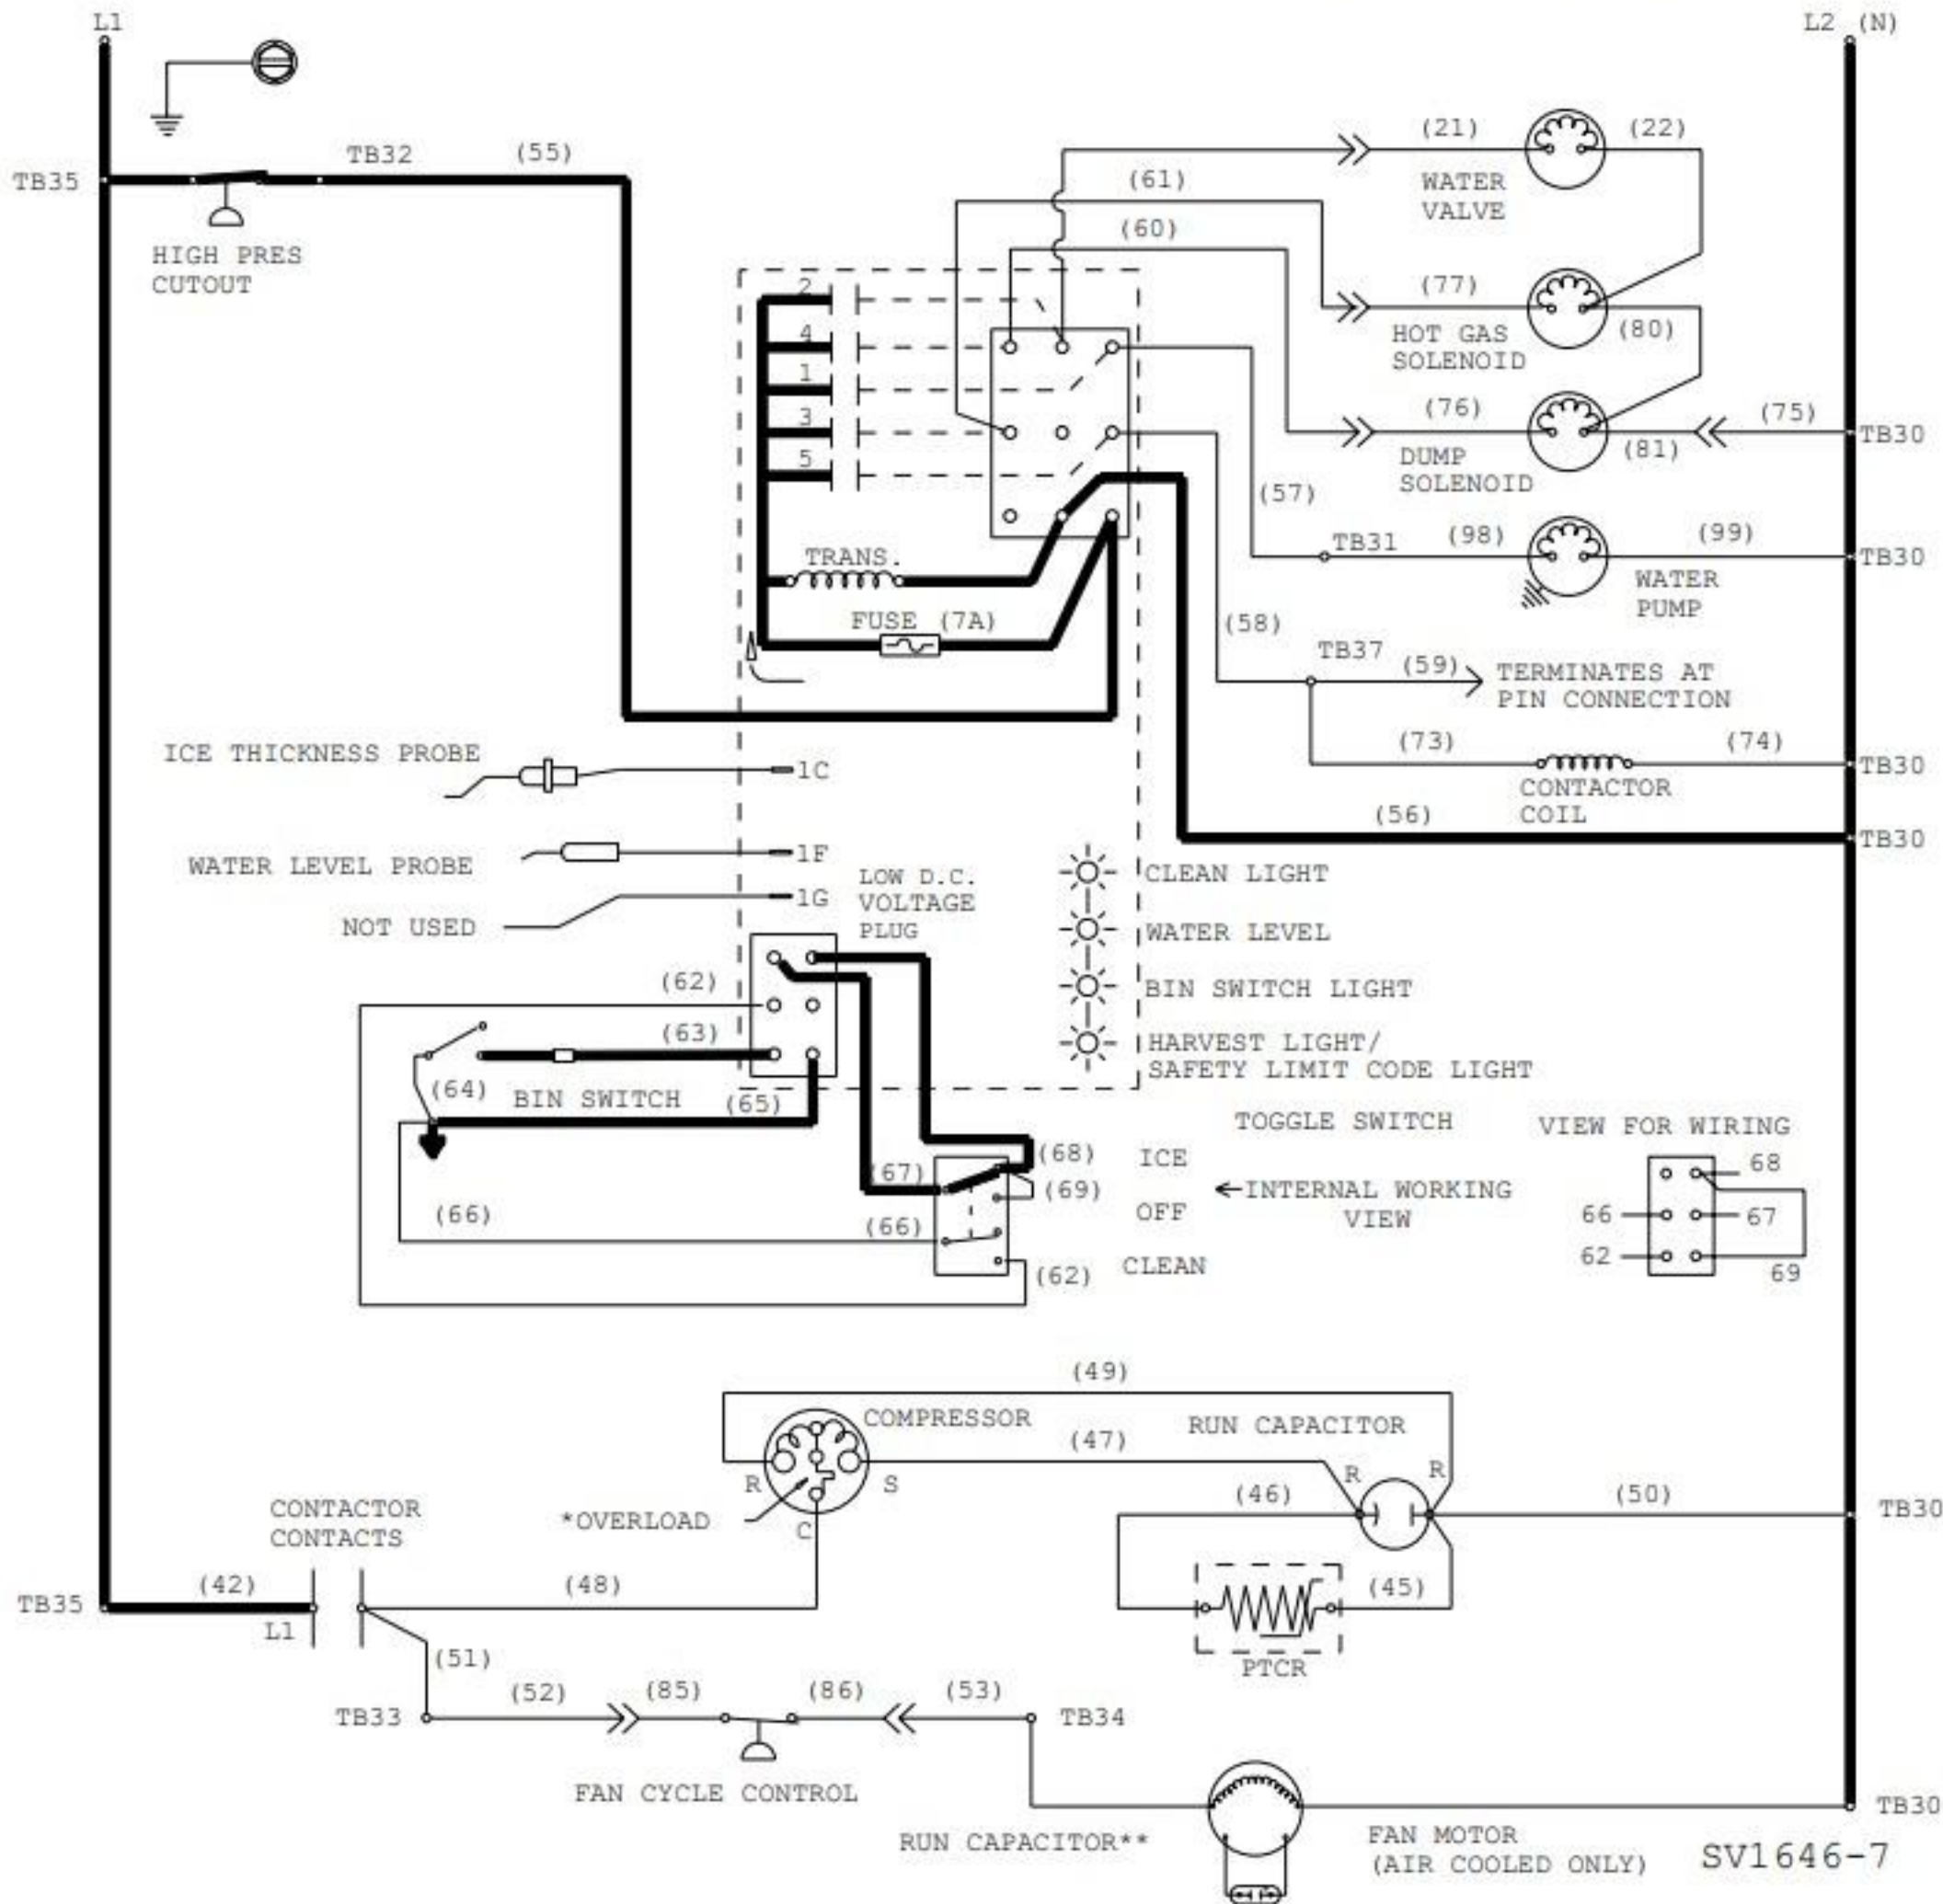 L1
L2 (N)
TB35
TB32
(55)
HIGH PRES
CUTOUT
(21)
(22)
WATER
VALVE
(61)
(60)
(77)
(80)
HOT GAS
SOLENOID
2
4
1
3
5
(76)
(81)
(75)
TB30
DUMP
SOLENOID
(57)
TB31
(98)
(99)
TB30
WATER
PUMP
TRANS.
FUSE (7A)
(58)
TB37
(59)
TERMINATES AT
PIN CONNECTION
(73)
(74)
TB30
CONTACTOR
COIL
(56)
TB30
ICE THICKNESS PROBE
1C
WATER LEVEL PROBE
1F
NOT USED
1G
LOW D.C.
VOLTAGE
PLUG
CLEAN LIGHT
WATER LEVEL
BIN SWITCH LIGHT
HARVEST LIGHT/
SAFETY LIMIT CODE LIGHT
(62)
(63)
(64)
BIN SWITCH
(65)
(66)
(67)
(68)
(69)
(66)
(62)
TOGGLE SWITCH
ICE
INTERNAL WORKING
VIEW
OFF
CLEAN
VIEW FOR WIRING
68
66
67
62
69
(49)
COMPRESSOR
RUN CAPACITOR
(47)
R
S
*OVERLOAD
C
R
R
(46)
(50)
TB30
CONTACTOR
CONTACTS
TB35
(42)
L1
(48)
(45)
PTCR
(51)
TB33
(52)
(85)
(86)
(53)
TB34
FAN CYCLE CONTROL
TB30
RUN CAPACITOR**
FAN MOTOR
(AIR COOLED ONLY)
SV1646-7